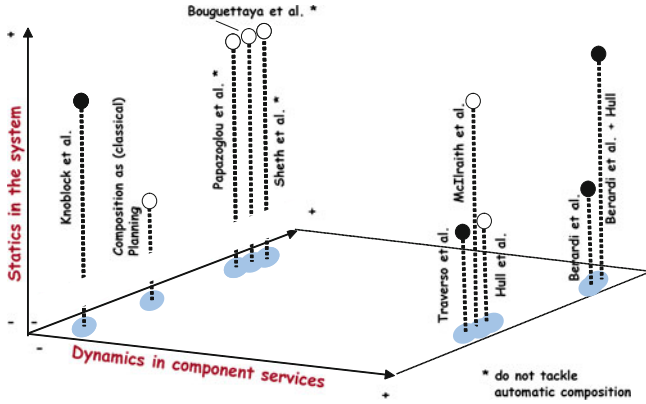 Bouguettaya et al. *
+
Statics in the system
Knoblock et al.
Composition as (classical)
Planning
Papazoglou et al. *
Sheth et al. *
McIlraith et al.
Berardi et al. + Hull
Berardi et al.
Traverso et al.
Hull et al.
+
- -
-
Dynamics in component services
+
* do not tackle
automatic composition